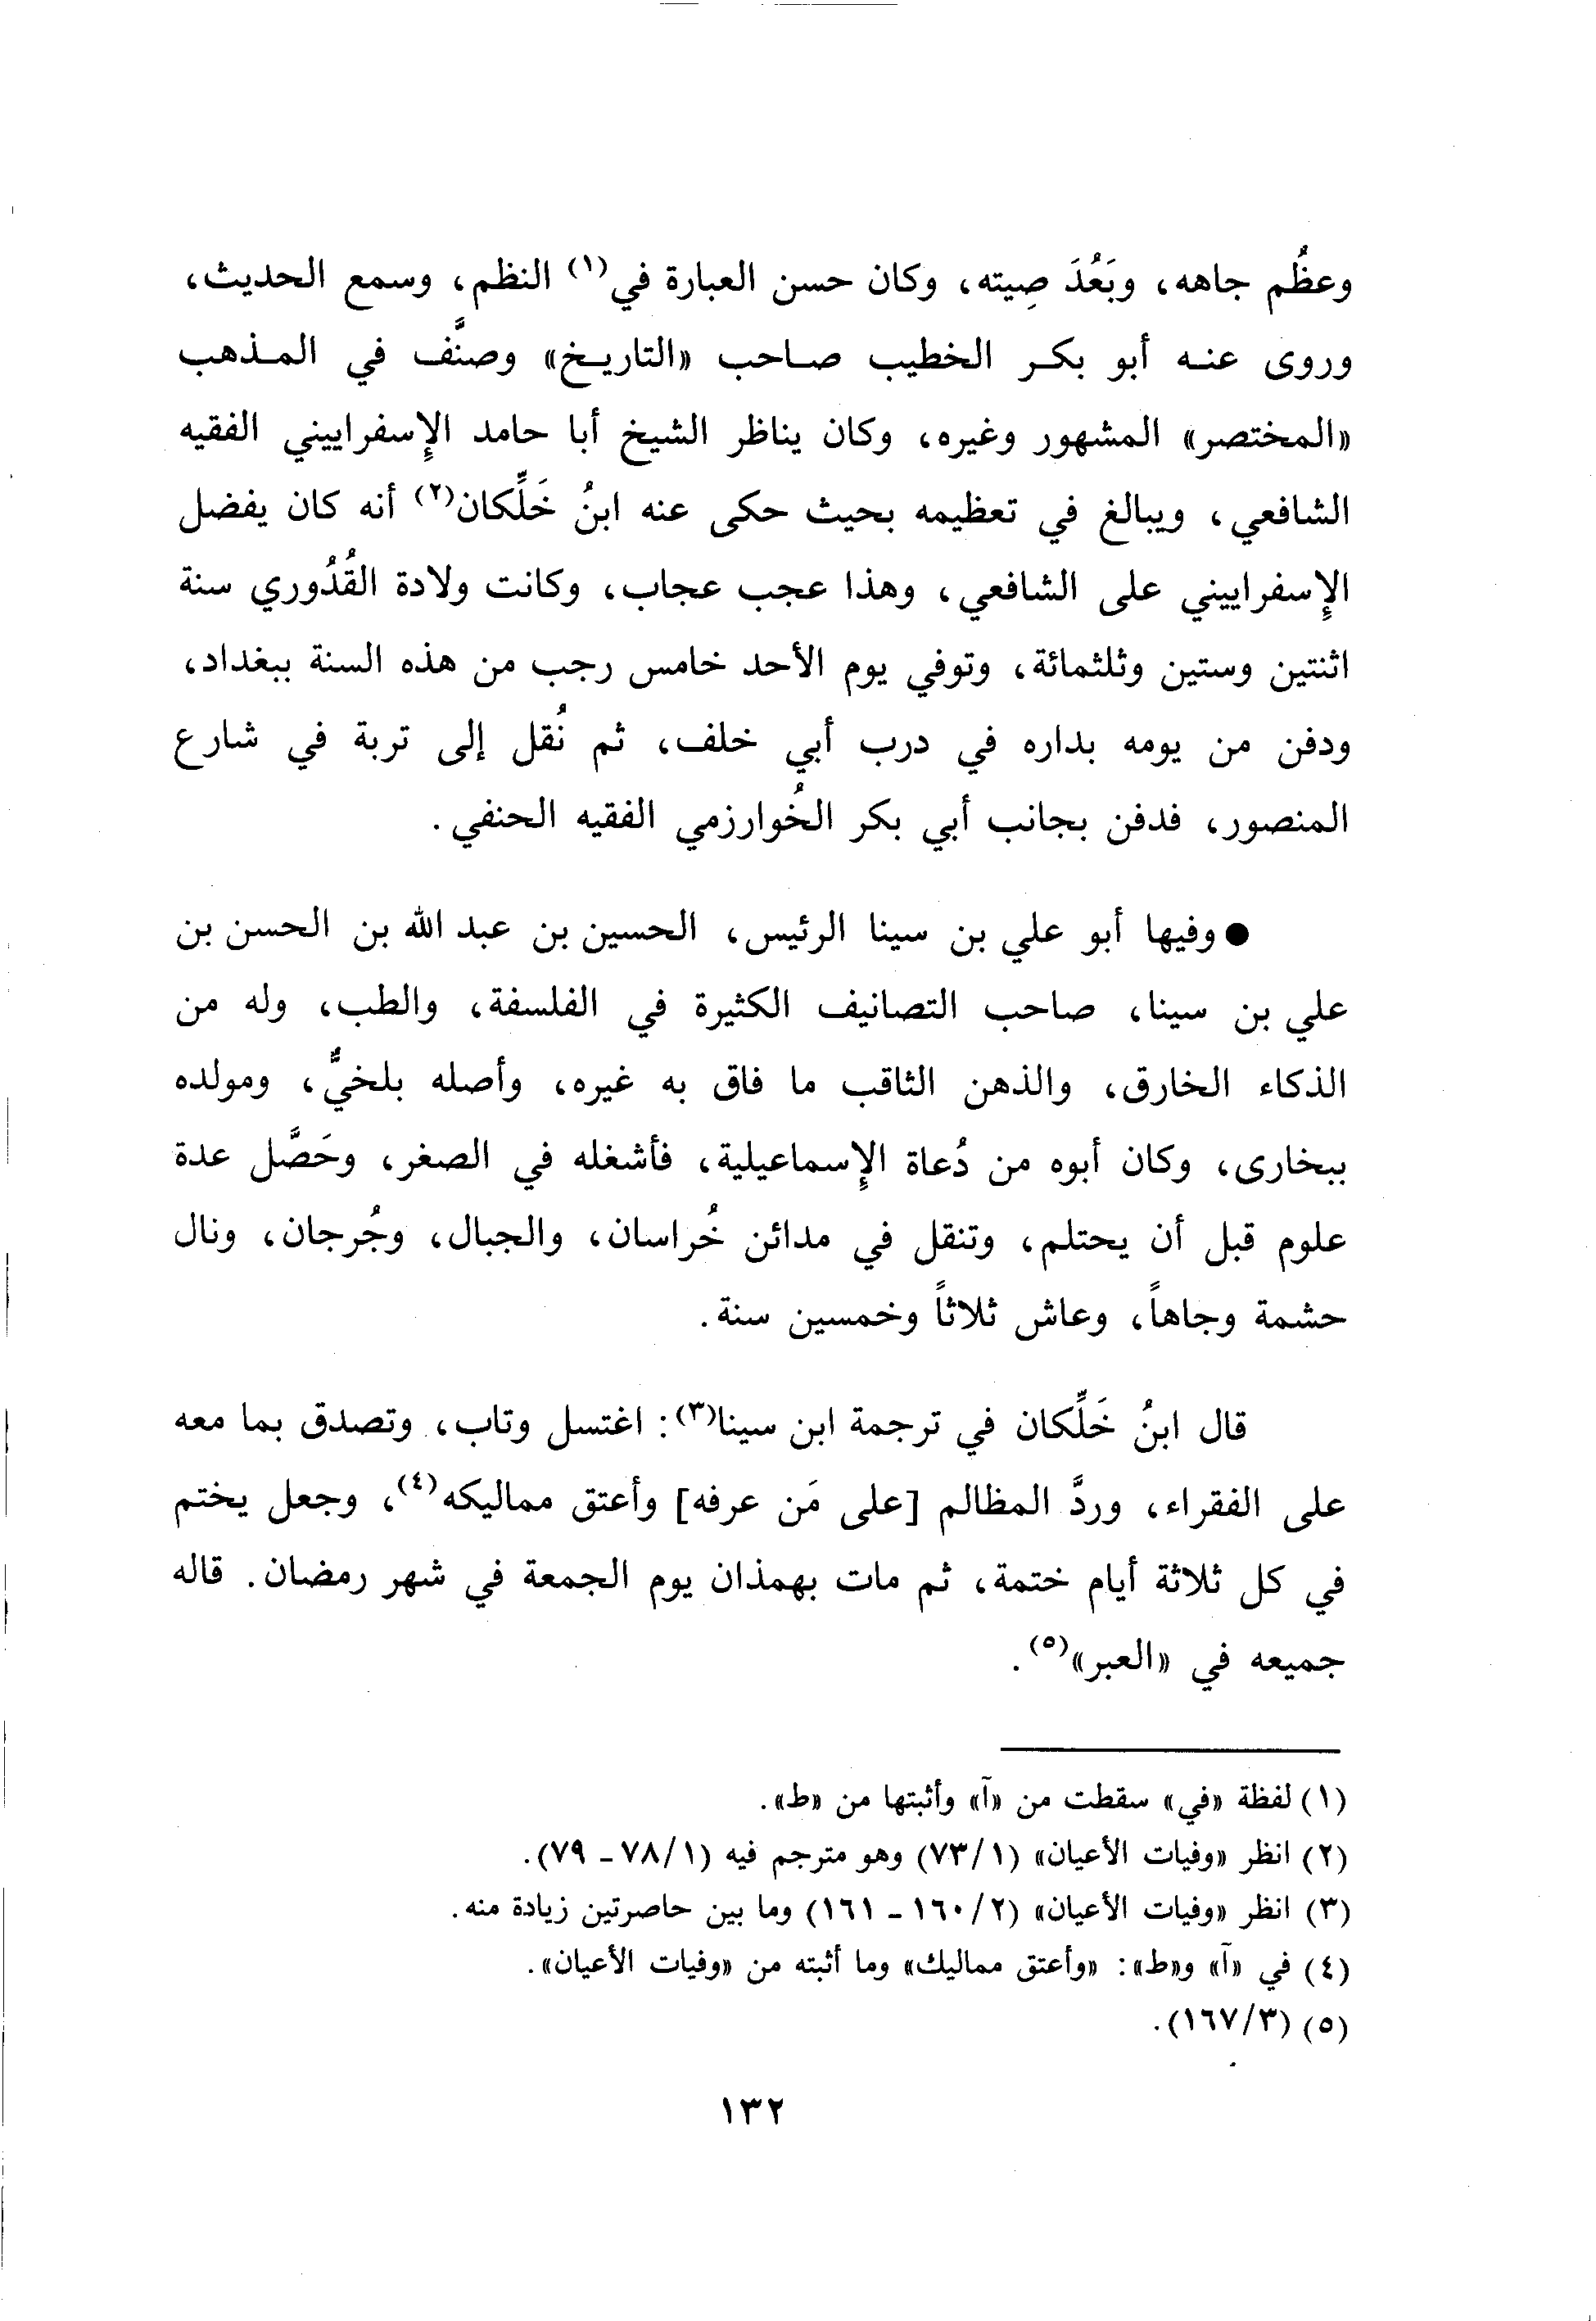 وعظُم جاهه، وبَعُدَ صِيته، وكان حسن العبارة في(١) النظم، وسمع الحديث،
وروى عنه أبو بكر الخطيب صاحب «التاريخ» وصنَّف في المذهب
«المختصر» المشهور وغيره، وكان يناظر الشيخ أبا حامد الإِسفراييني الفقيه
الشافعي، ويبالغ في تعظيمه بحيث حكى عنه ابنُ خَلِّكان(٢) أنه كان يفضل
الإِسفراييني على الشافعي، وهذا عجب عجاب، وكانت ولادة القُدُوري سنة
اثنتين وستين وثلثمائة، وتوفي يوم الأحد خامس رجب من هذه السنة ببغداد،
ودفن من يومه بداره في درب أبي خلف، ثم نُقل إلى تربة في شارع
المنصور، فدفن بجانب أبي بكر الخُوارزمي الفقيه الحنفي.
● وفيها أبو علي بن سينا الرئيس، الحسين بن عبد الله بن الحسن بن
علي بن سينا، صاحب التصانيف الكثيرة في الفلسفة، والطب، وله من
الذكاء الخارق، والذهن الثاقب ما فاق به غيره، وأصله بلخيٌّ، ومولده
ببخارى، وكان أبوه من دُعاة الإِسماعيلية، فأشغله في الصغر، وحَصَّل عدة
علوم قبل أن يحتلم، وتنقل في مدائن خُراسان، والجبال، وجُرجان، ونال
حشمة وجاهاً، وعاش ثلاثاً وخمسين سنة.
قال ابنُ خَلِّكان في ترجمة ابن سينا(٣): اغتسل وتاب، وتصدق بما معه
على الفقراء، وردَّ المظالم [على مَن عرفه] وأعتق مماليكه(٤)، وجعل يختم
في كل ثلاثة أيام ختمة، ثم مات بهمذان يوم الجمعة في شهر رمضان. قاله
جميعه في «العبر»(٥).
(١) لفظة «في» سقطت من «آ» وأثبتها من «ط».
(٢) انظر «وفيات الأعيان» (٧٣/١) وهو مترجم فيه (٧٨/١ - ٧٩).
(٣) انظر «وفيات الأعيان» (١٦٠/٢ - ١٦١) وما بين حاصرتين زيادة منه.
(٤) في «آ» و«ط»: «وأعتق مماليك» وما أثبته من «وفيات الأعيان».
(٥) (١٦٧/٣).
١٣٢